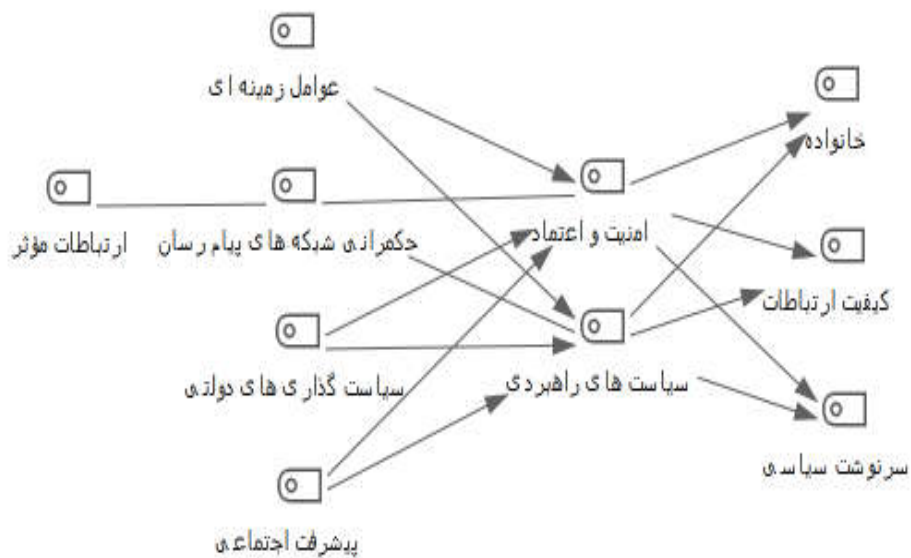 عوامل زمینه ای
خانواده
ارتباطات مؤثر
حکمرانی شبکه های پیام رسان
امنیت و اعتماد
کیفیت ارتباطات
سیاست گذاری های دولتی
سیاست های راهبردی
سرنوشت سیاسی
پیشرفت اجتماعی